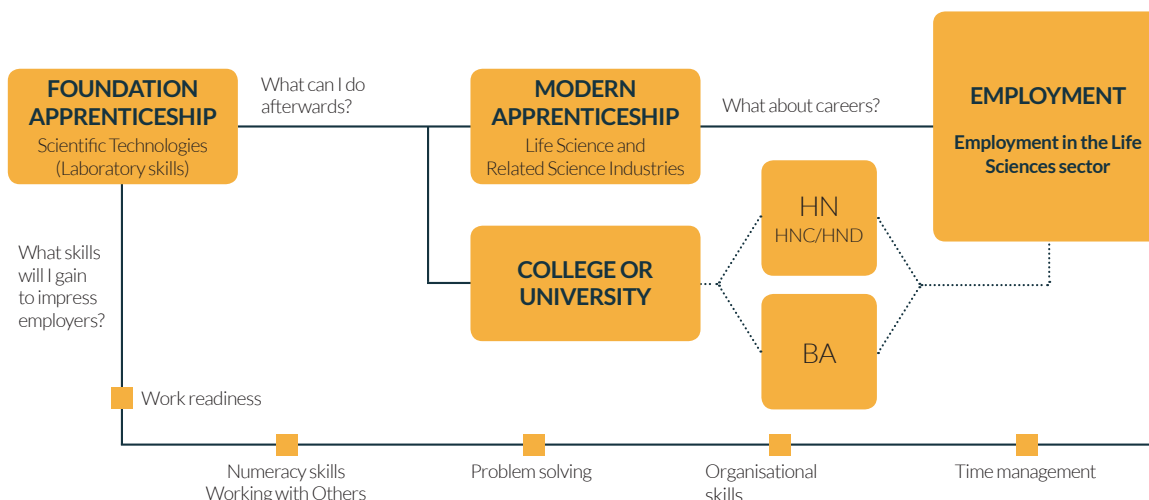 FOUNDATION
APPRENTICESHIP
Scientific Technologies
(Laboratory skills)
What can I do
afterwards?
MODERN
APPRENTICESHIP
Life Science and
Related Science Industries
What about careers?
EMPLOYMENT
Employment in the Life
Sciences sector
What skills
will I gain
to impress
employers?
COLLEGE OR
UNIVERSITY
HN
HNC/HND
BA
Work readiness
Numeracy skills
Working with Others
Problem solving
Organisational
skills
Time management